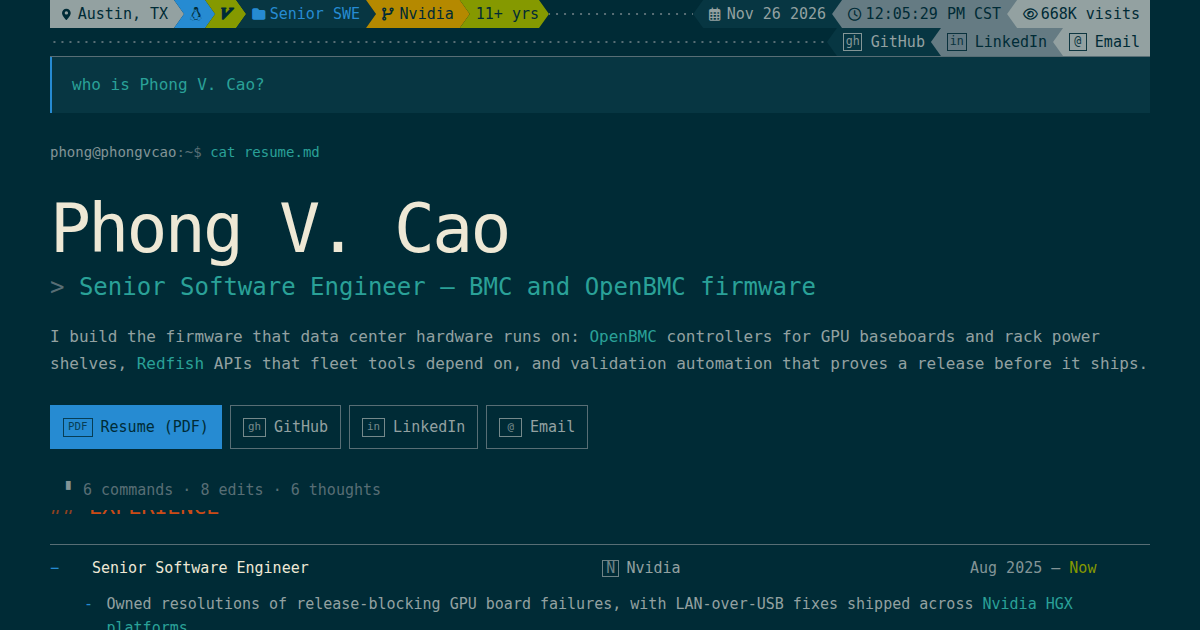 Austin, TX Senior SWE Nvidia 11+ yrs Nov 26 2026 12:05:29 PM CST 668K visits
gh GitHub in LinkedIn @ Email
who is Phong V. Cao?
phong@phongvcao:~$ cat resume.md
Phong V. Cao
> Senior Software Engineer — BMC and OpenBMC firmware
I build the firmware that data center hardware runs on: OpenBMC controllers for GPU baseboards and rack power
shelves, Redfish APIs that fleet tools depend on, and validation automation that proves a release before it ships.
PDF Resume (PDF) gh GitHub in LinkedIn @ Email
6 commands · 8 edits · 6 thoughts
## EXPERIENCE
— Senior Software Engineer N Nvidia Aug 2025 — Now
- Owned resolutions of release-blocking GPU board failures, with LAN-over-USB fixes shipped across Nvidia HGX
platforms